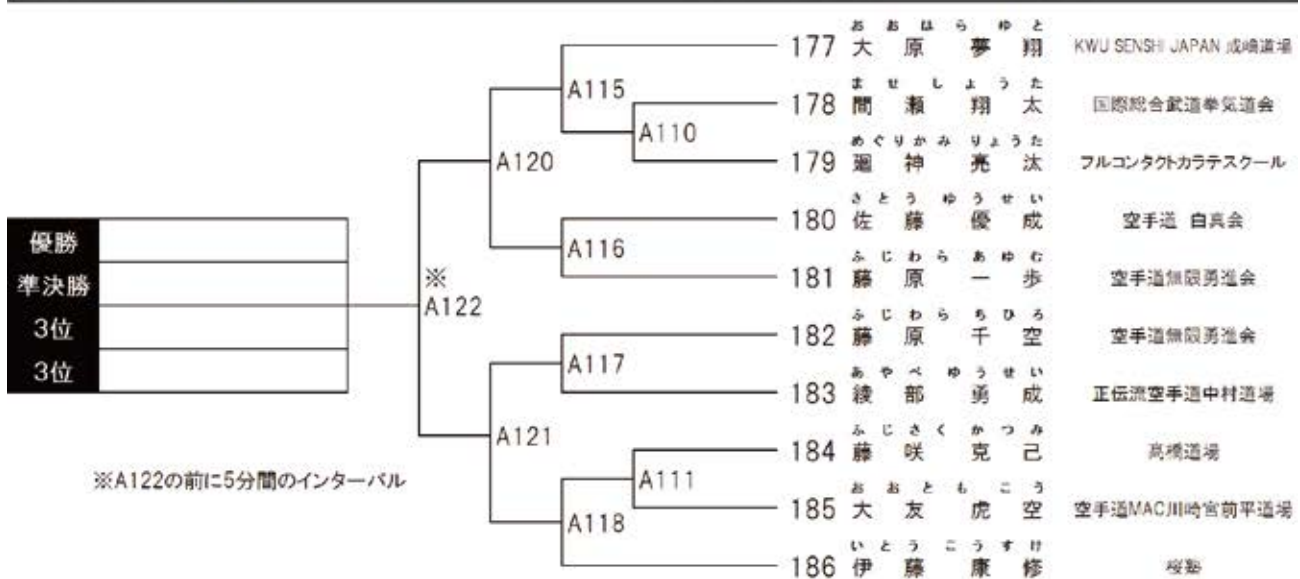 おおはら ゆと
177 大原 夢翔 KWU SENSHI JAPAN 成嶋道場
A115
ませ しょうた
178 間瀬 翔太 国際総合武道拳気道会
A110
めぐりかみ りょうた
179 廻神 亮汰 フルコンタクトカラテスクール
A120
さとう ゆうせい
180 佐藤 優成 空手道 白真会
A116
ふじわら あゆむ
181 藤原 一歩 空手道無限勇進会
優勝
準決勝
3位
3位
※
A122
ふじわら ちひろ
182 藤原 千空 空手道無限勇進会
A117
あやべ ゆうせい
183 綾部 勇成 正伝流空手道中村道場
A121
ふじさく かつみ
184 藤咲 克己 高橋道場
※A122の前に5分間のインターバル
A111
おおとも こう
185 大友 虎空 空手道MAC川崎宮前平道場
A118
いとう こうすけ
186 伊藤 康修 桜塾